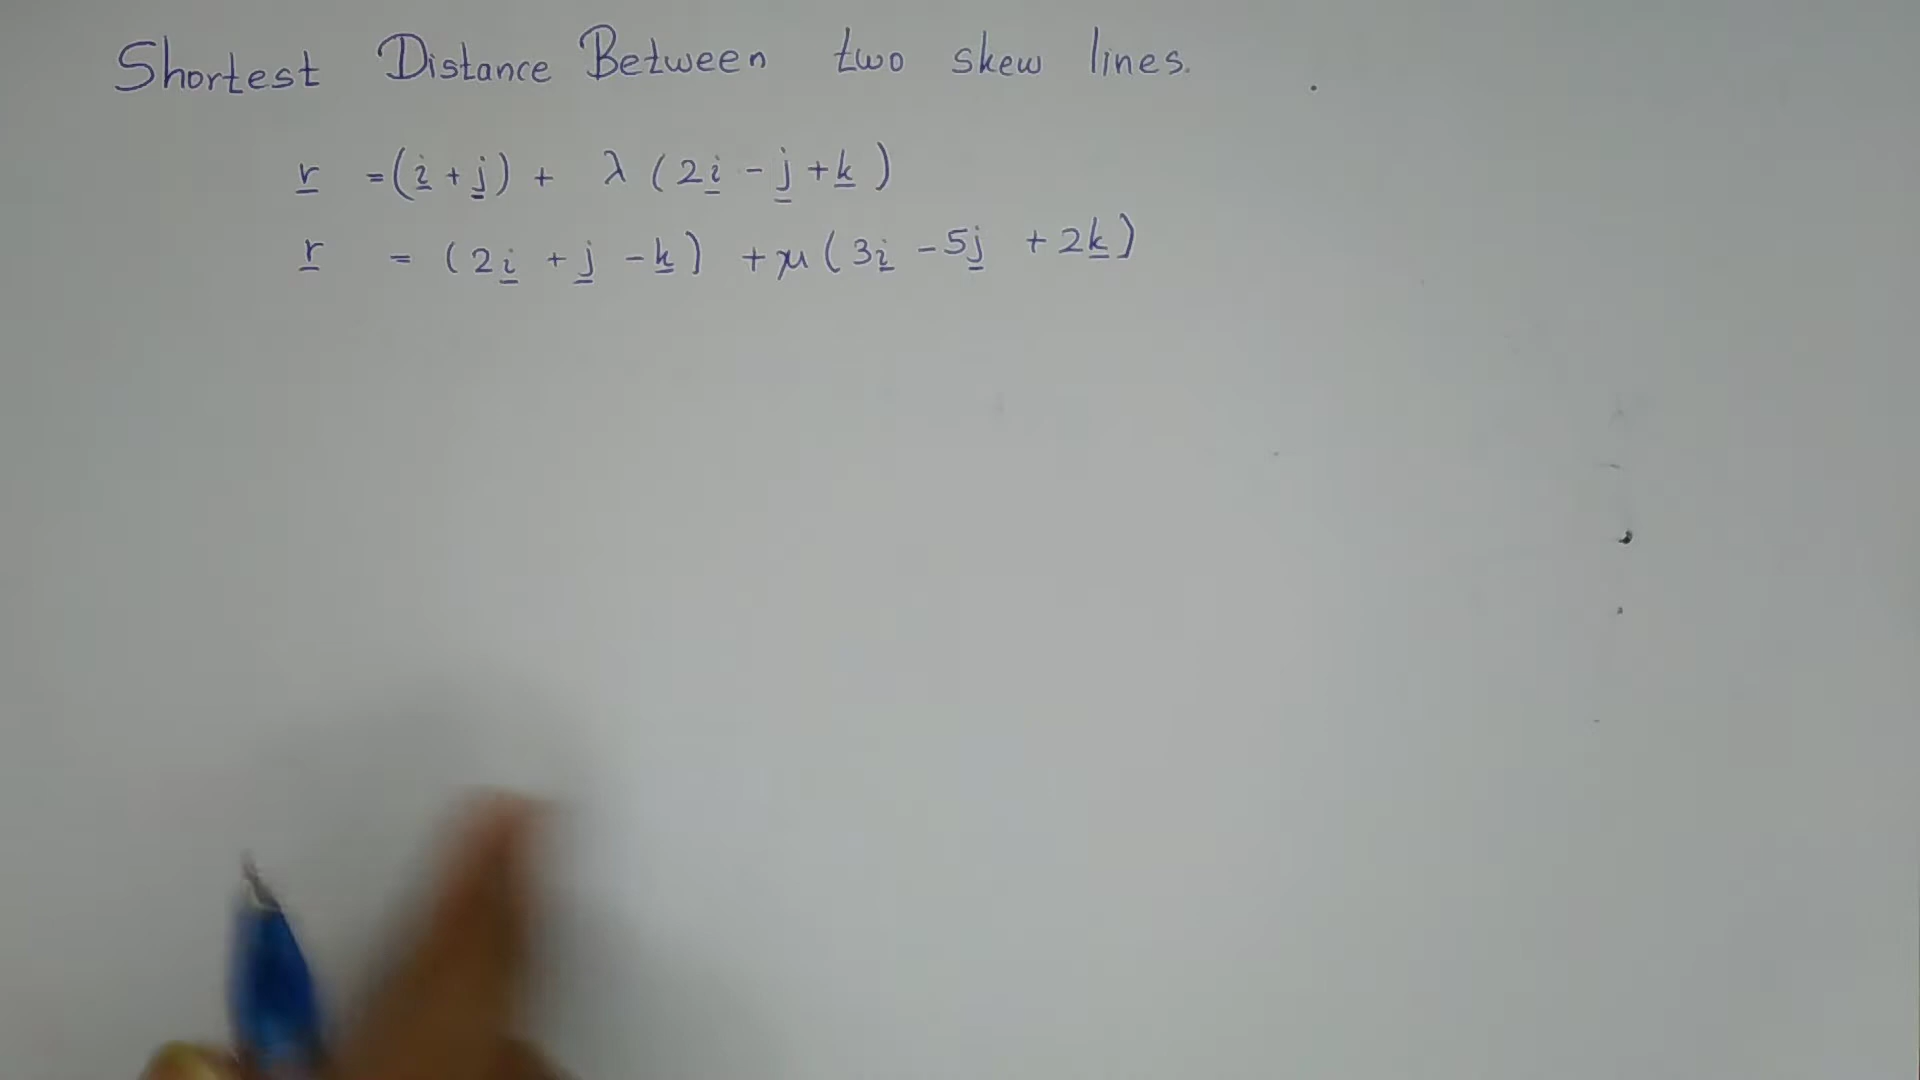 Shortest Distance Between two skew lines.
r = (i + j) + λ (2i - j + k)
r = (2i + j - k) + μ (3i - 5j + 2k)